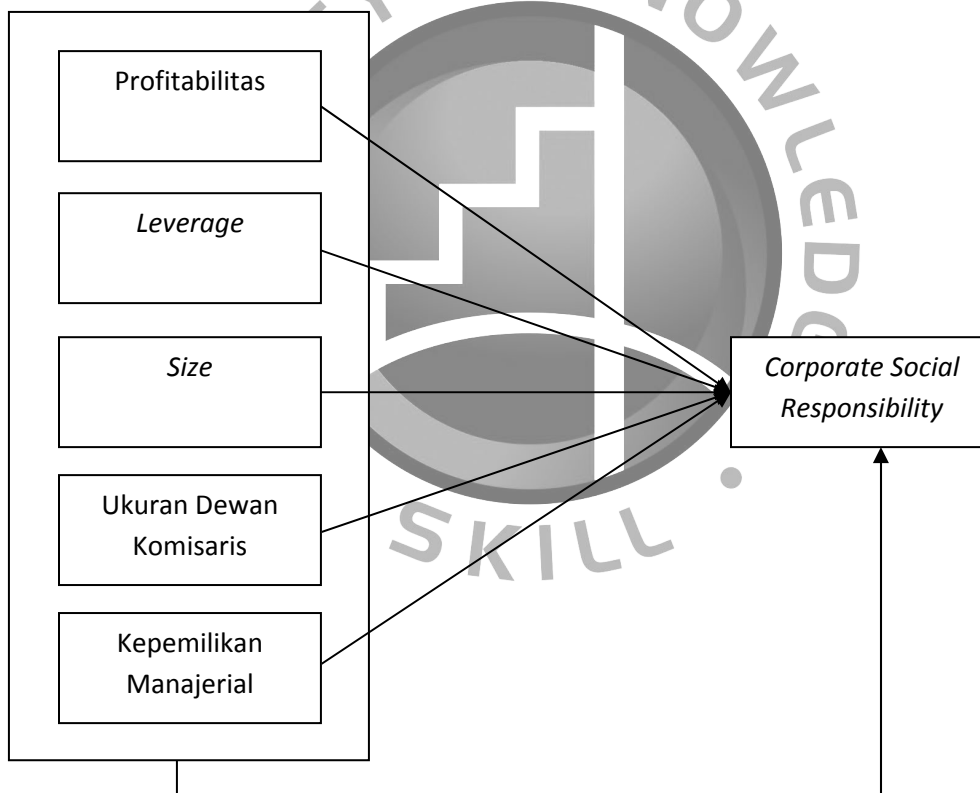 Profitabilitas
Leverage
Size
Ukuran Dewan
Komisaris
Kepemilikan
Manajerial
Corporate Social
Responsibility
SKILL